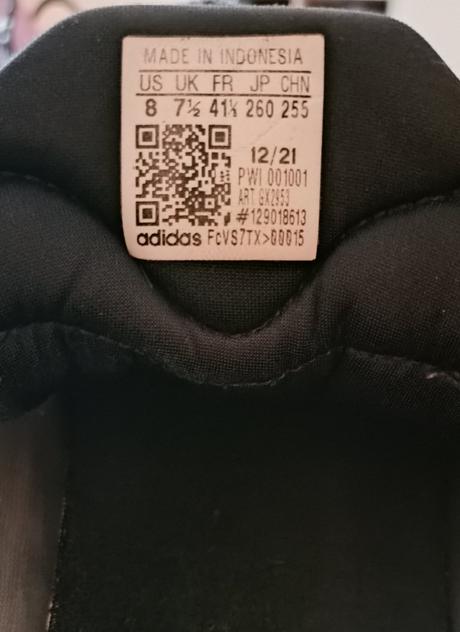 MADE IN INDONESIA
US UK FR JP CHN
8 7½ 41⅓ 260 255
12/21
PWI 001001
ART GX2953
#129018613
adidas FcVS7TX>00015